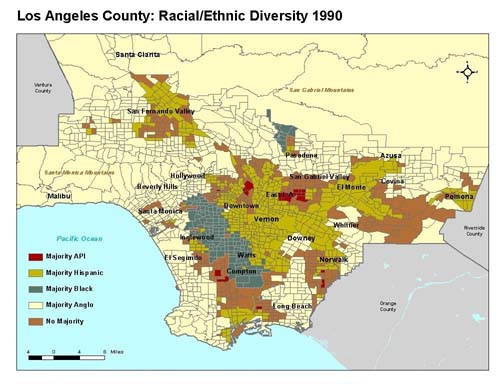 Los Angeles County: Racial/Ethnic Diversity 1990
Santa Clarita
Ventura
County
San Gabriel Mountains
San Fernando Valley
Pasadena
Azusa
Santa Monica Mountains
Hollywood
San Gabriel Valley
Covina
Beverly Hills
East
El Monte
Malibu
Pomona
Downtown
Santa Monica
Vernon
Whittier
Riverside
County
Pacific Ocean
Inglewood
Downey
Watts
El Segundo
Norwalk
Majority API
Compton
Majority Hispanic
Majority Black
Orange
County
Majority Anglo
Long Beach
No Majority
4 0 4 8 Miles